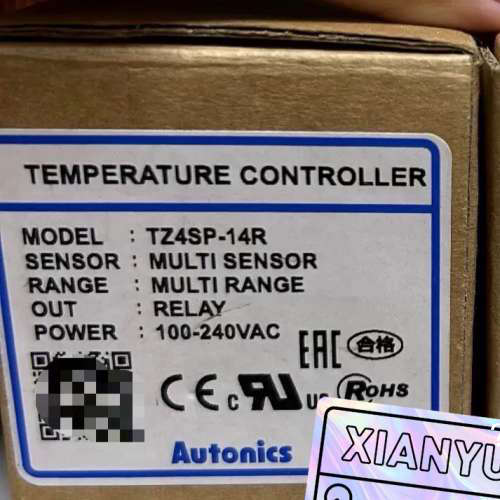 TEMPERATURE CONTROLLER
MODEL : TZ4SP-14R
SENSOR : MULTI SENSOR
RANGE : MULTI RANGE
OUT : RELAY
POWER : 100-240VAC
EAC 合格
CE c RU us RoHS
Autonics
XIANYU